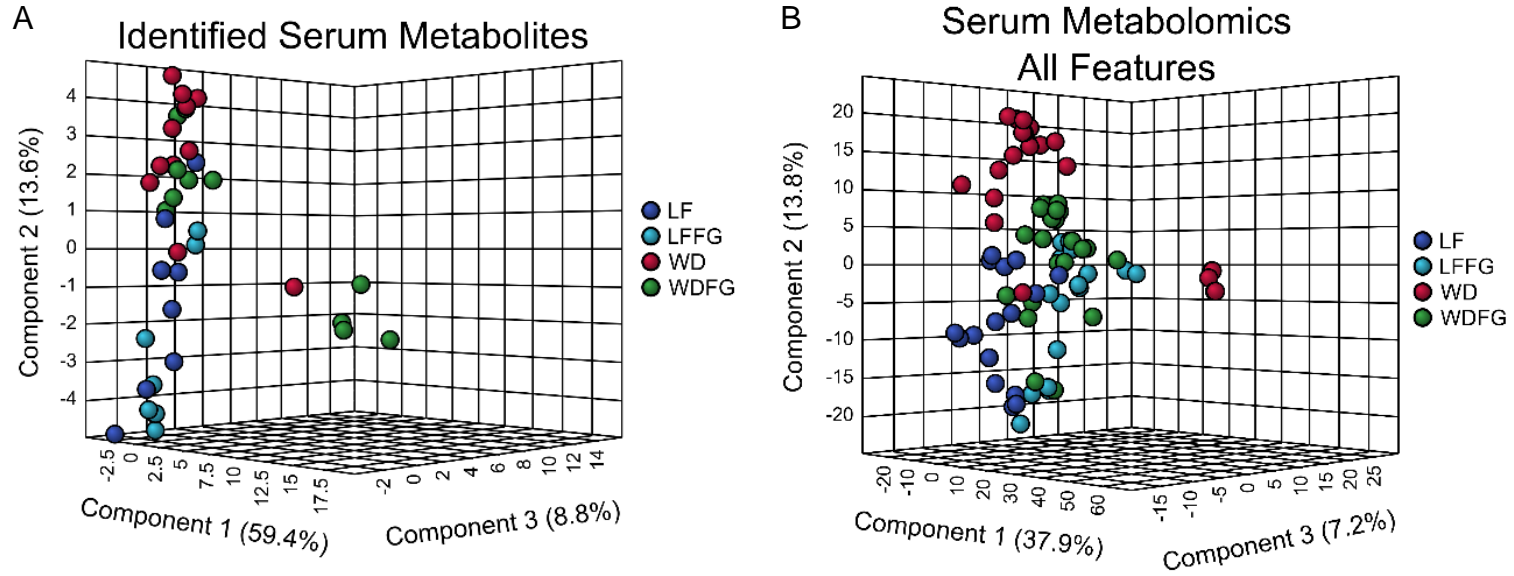 A
Identified Serum Metabolites
Component 2 (13.6%)
4
3
2
1
0
-1
-2
-3
-4
-2.5
0
2.5
5
7.5
10
12.5
15
17.5
Component 1 (59.4%)
-2
0
2
4
6
8
10
12
14
Component 3 (8.8%)
LF
LFFG
WD
WDFG
B
Serum Metabolomics
All Features
Component 2 (13.8%)
20
15
10
5
0
-5
-10
-15
-20
-20
-10
0
10
20
30
40
50
60
Component 1 (37.9%)
-15
-10
-5
0
5
10
15
20
25
Component 3 (7.2%)
LF
LFFG
WD
WDFG